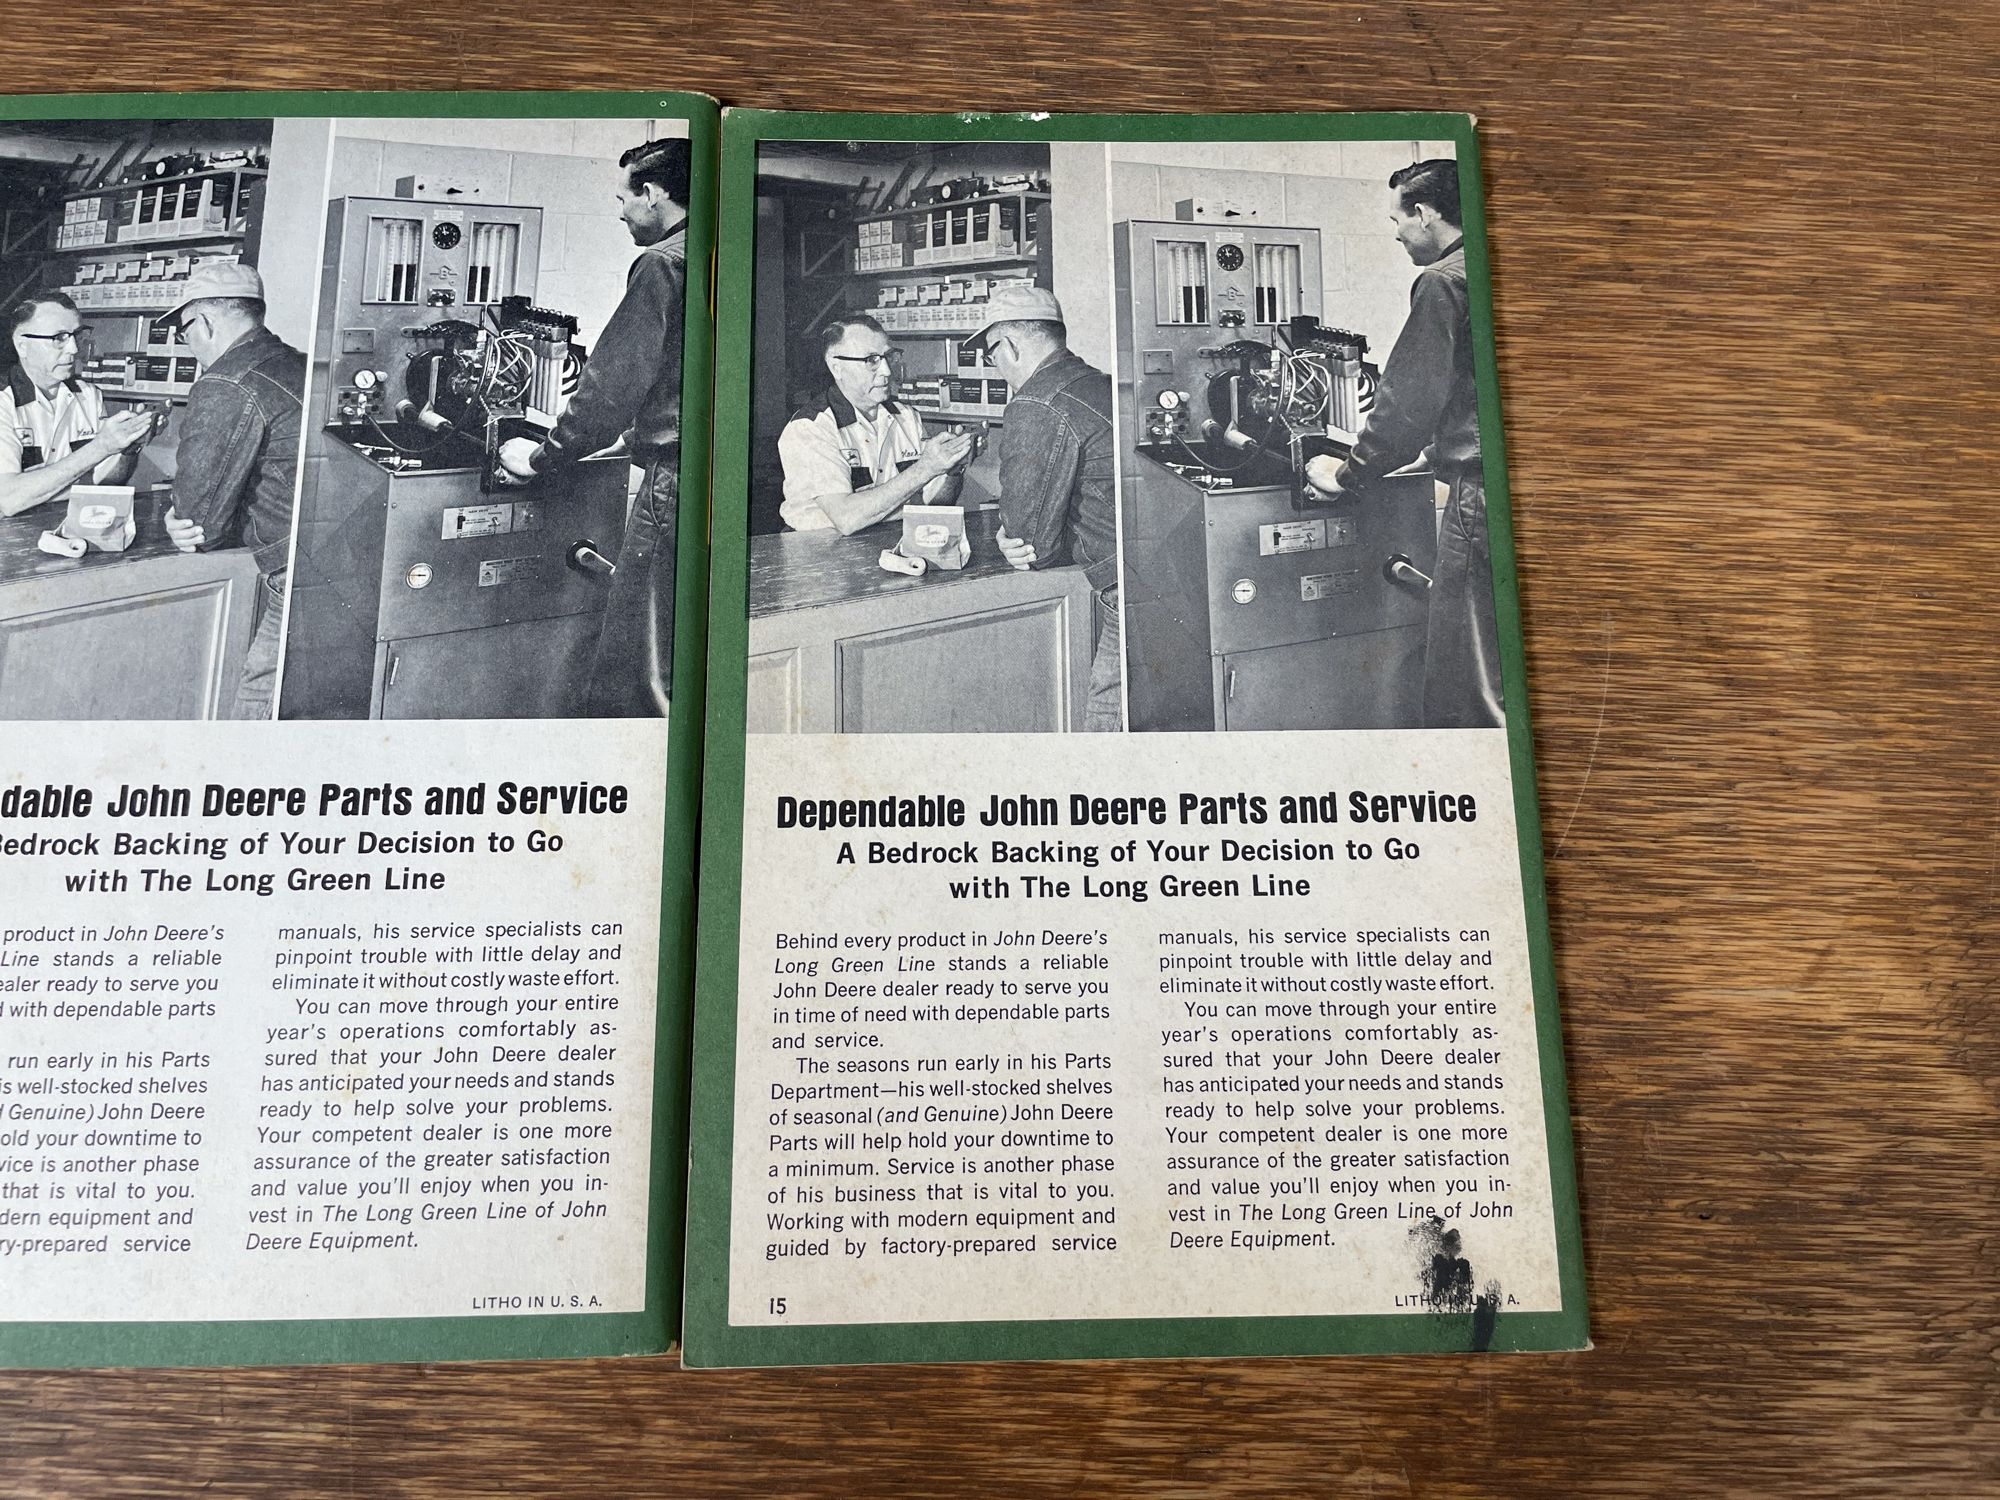 dable John Deere Parts and Service
Bedrock Backing of Your Decision to Go
with The Long Green Line
product in John Deere's
Line stands a reliable
ealer ready to serve you
with dependable parts
run early in his Parts
is well-stocked shelves
Genuine) John Deere
old your downtime to
vice is another phase
that is vital to you.
dern equipment and
ry-prepared service
manuals, his service specialists can
pinpoint trouble with little delay and
eliminate it without costly waste effort.
You can move through your entire
year's operations comfortably as-
sured that your John Deere dealer
has anticipated your needs and stands
ready to help solve your problems.
Your competent dealer is one more
assurance of the greater satisfaction
and value you'll enjoy when you in-
vest in The Long Green Line of John
Deere Equipment.
LITHO IN U. S. A.
Dependable John Deere Parts and Service
A Bedrock Backing of Your Decision to Go
with The Long Green Line
Behind every product in John Deere's
Long Green Line stands a reliable
John Deere dealer ready to serve you
in time of need with dependable parts
and service.
The seasons run early in his Parts
Department—his well-stocked shelves
of seasonal (and Genuine) John Deere
Parts will help hold your downtime to
a minimum. Service is another phase
of his business that is vital to you.
Working with modern equipment and
guided by factory-prepared service
manuals, his service specialists can
pinpoint trouble with little delay and
eliminate it without costly waste effort.
You can move through your entire
year's operations comfortably as-
sured that your John Deere dealer
has anticipated your needs and stands
ready to help solve your problems.
Your competent dealer is one more
assurance of the greater satisfaction
and value you'll enjoy when you in-
vest in The Long Green Line of John
Deere Equipment.
15
LITHO IN U. S. A.